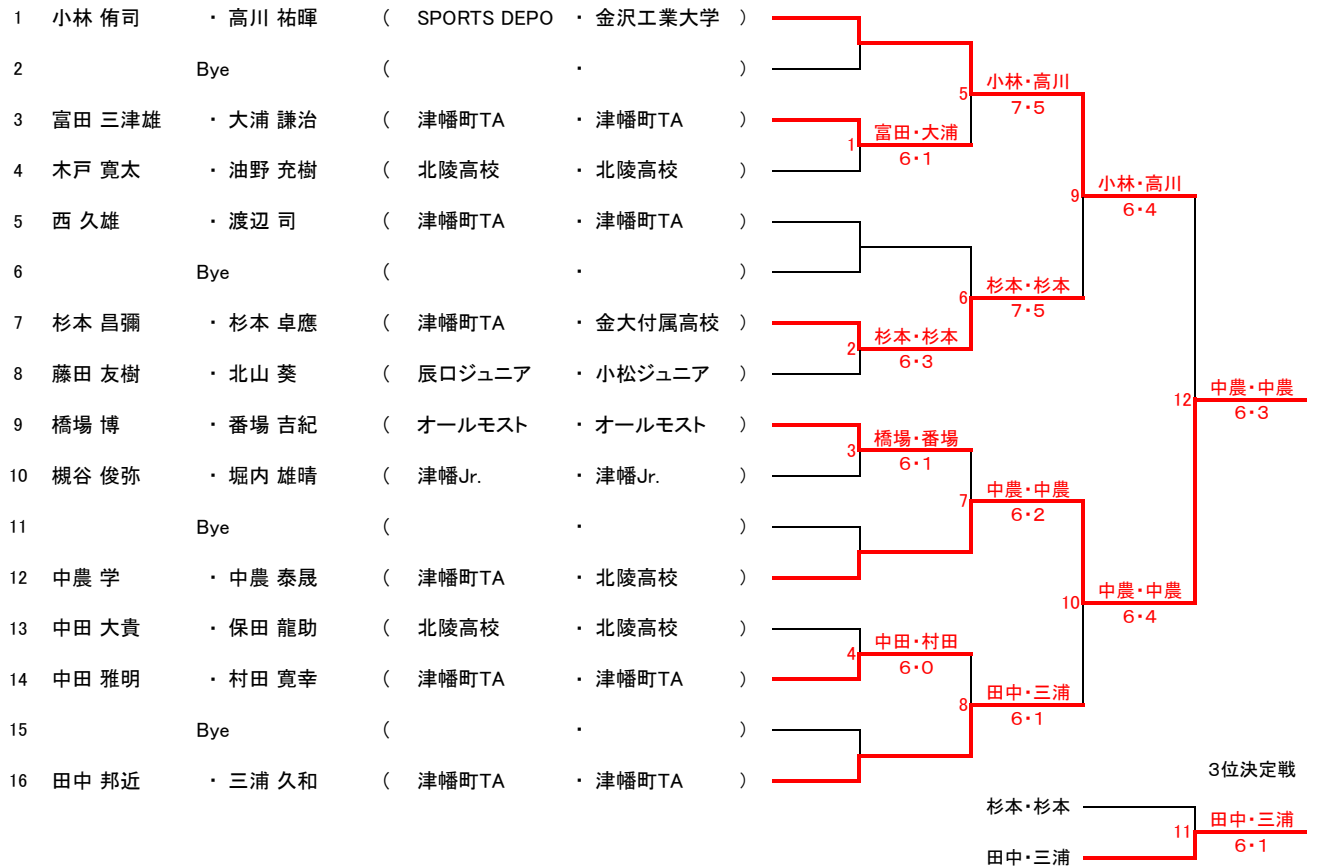 1 小林 侑司 ・ 高川 祐暉 ( SPORTS DEPO ・ 金沢工業大学 )
2 Bye ( ・ )
小林・高川
5
7・5
3 富田 三津雄 ・ 大浦 謙治 ( 津幡町TA ・ 津幡町TA )
富田・大浦
1
6・1
4 木戸 寛太 ・ 油野 充樹 ( 北陵高校 ・ 北陵高校 )
小林・高川
9
6・4
5 西 久雄 ・ 渡辺 司 ( 津幡町TA ・ 津幡町TA )
6 Bye ( ・ )
杉本・杉本
6
7・5
7 杉本 昌彌 ・ 杉本 卓應 ( 津幡町TA ・ 金大付属高校 )
杉本・杉本
2
6・3
8 藤田 友樹 ・ 北山 葵 ( 辰口ジュニア ・ 小松ジュニア )
中農・中農
12
6・3
9 橋場 博 ・ 番場 吉紀 ( オールモスト ・ オールモスト )
橋場・番場
3
6・1
10 槻谷 俊弥 ・ 堀内 雄晴 ( 津幡Jr. ・ 津幡Jr. )
中農・中農
7
6・2
11 Bye ( ・ )
12 中農 学 ・ 中農 泰晟 ( 津幡町TA ・ 北陵高校 )
中農・中農
10
6・4
13 中田 大貴 ・ 保田 龍助 ( 北陵高校 ・ 北陵高校 )
中田・村田
4
6・0
14 中田 雅明 ・ 村田 寛幸 ( 津幡町TA ・ 津幡町TA )
田中・三浦
8
6・1
15 Bye ( ・ )
16 田中 邦近 ・ 三浦 久和 ( 津幡町TA ・ 津幡町TA )
3位決定戦
杉本・杉本
田中・三浦
11
6・1
田中・三浦